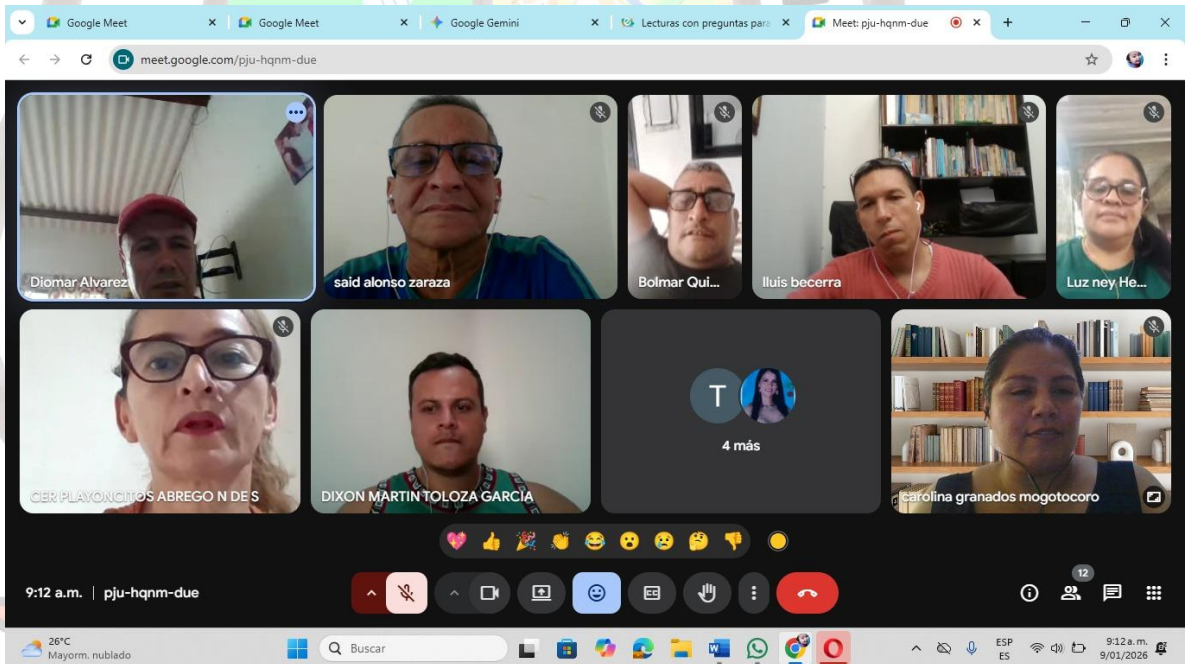 Google Meet
Google Meet
Google Gemini
Lecturas con preguntas para
Meet: pju-hqnm-due
meet.google.com/pju-hqnm-due
Diomar Alvarez
said alonso zaraza
Bolmar Qui...
lluis becerra
Luz ney He...
CER PLAYONCITOS ABREGO N DE S
DIXON MARTIN TOLOZA GARCÍA
T
4 más
carolina granados mogotocoro
9:12 a.m. | pju-hqnm-due
CC
12
26°C
Mayorm. nublado
Buscar
ESP
ES
9:12 a.m.
9/01/2026